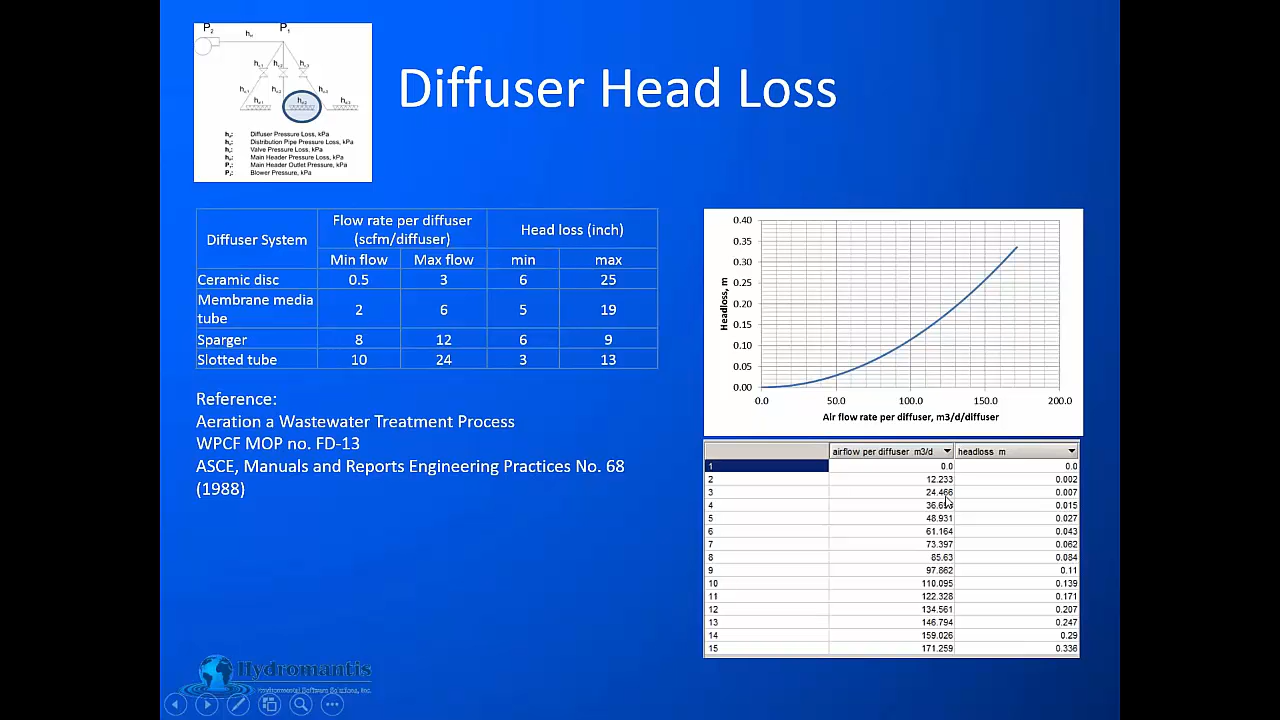 P2
P1
Diffuser Head Loss
Diffuser Pressure Loss, kPa
Distribution Pipe Pressure Loss, kPa
Valve Pressure Loss, kPa
Main Header Pressure Loss, kPa
Main Header Outlet Pressure, kPa
Blower Pressure, kPa
Diffuser System
Flow rate per diffuser
(scfm/diffuser)
Head loss (inch)
Min flow Max flow min max
Ceramic disc 0.5 3 6 25
Membrane media
tube 2 6 5 19
Sparger 8 12 6 9
Slotted tube 10 24 3 13
Reference:
Aeration a Wastewater Treatment Process
WPCF MOP no. FD-13
ASCE, Manuals and Reports Engineering Practices No. 68
(1988)
Headloss, m
0.40
0.35
0.30
0.25
0.20
0.15
0.10
0.05
0.00
0.0 50.0 100.0 150.0 200.0
Air flow rate per diffuser, m3/d/diffuser
airflow per diffuser m3/d headloss m
1 0.0 0.0
2 12.233 0.002
3 24.466 0.007
4 0.015
5 48.931 0.027
6 61.164 0.043
7 73.397 0.062
8 85.63 0.084
9 97.862 0.11
10 110.095 0.139
11 122.328 0.171
12 134.561 0.207
13 146.794 0.247
14 159.026 0.29
15 171.259 0.336
Hydromantis
Environmental Software Solutions, Inc.